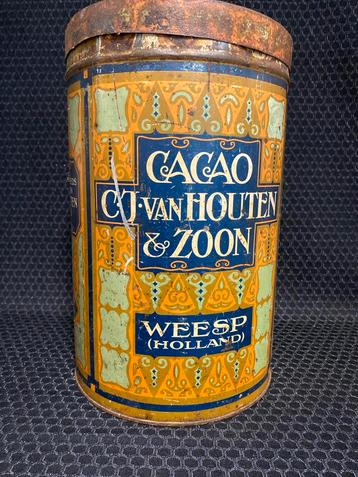 CACAO
C.J. VAN HOUTEN
& ZOON
WEESP
(HOLLAND)